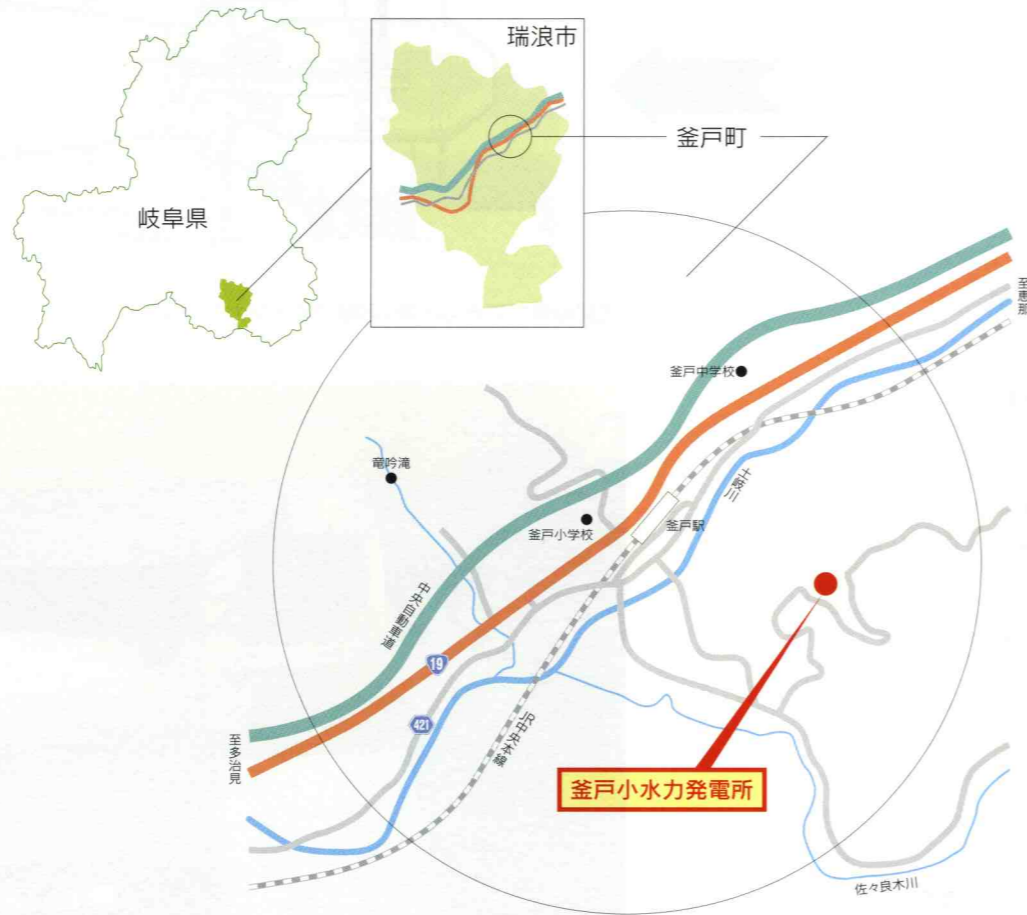 瑞浪市
釜戸町
岐阜県
至恵那
釜戸中学校
竜吟滝
土岐川
釜戸駅
釜戸小学校
中央自動車道
19
421
JR中央本線
至多治見
釜戸小水力発電所
佐々良木川